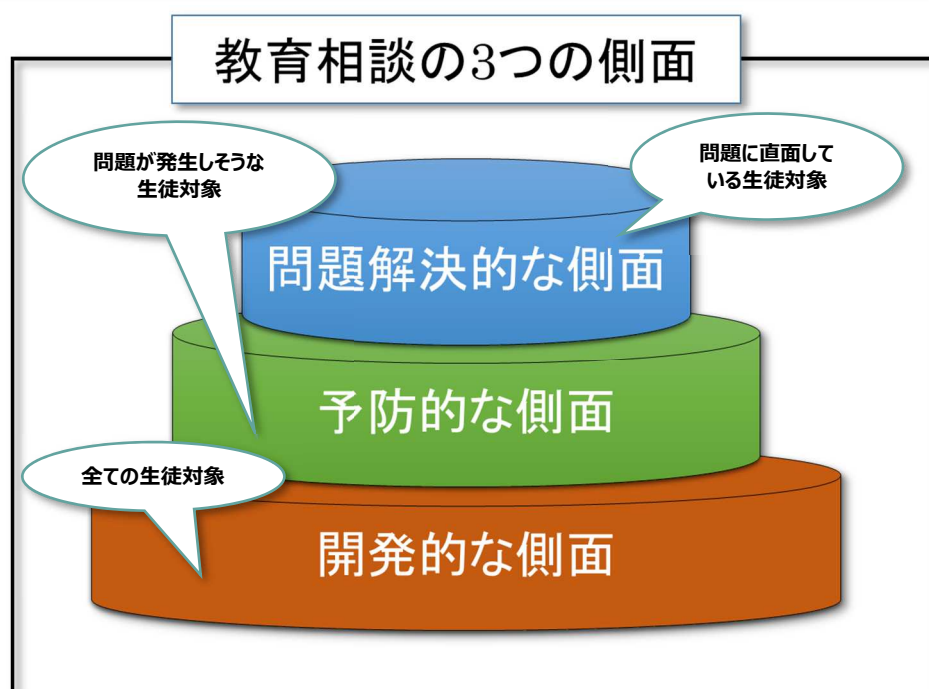 教育相談の3つの側面
問題が発生しそうな
生徒対象
問題に直面して
いる生徒対象
問題解決的な側面
予防的な側面
全ての生徒対象
開発的な側面